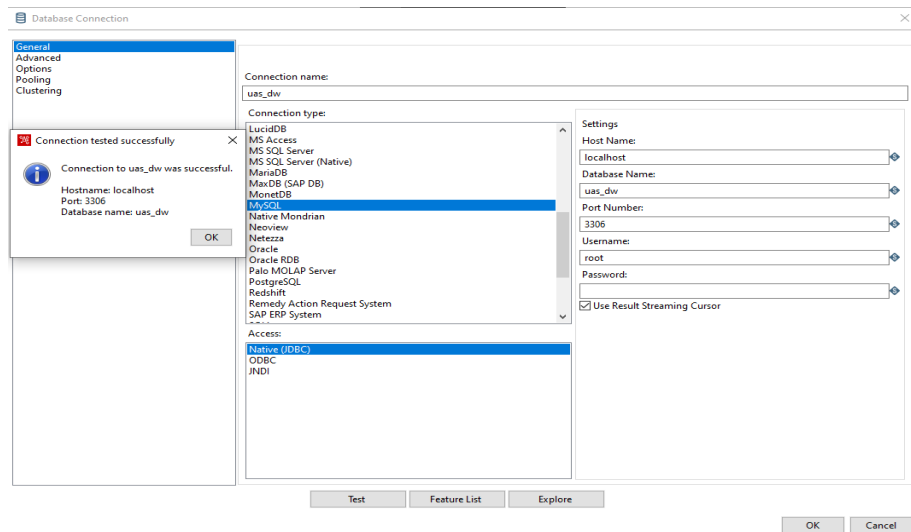 Database Connection
General
Advanced
Options
Pooling
Clustering
Connection name:
uas_dw
Connection type:
LucidDB
MS Access
MS SQL Server
MS SQL Server (Native)
MariaDB
MaxDB (SAP DB)
MonetDB
MySQL
Native Mondrian
Neoview
Netezza
Oracle
Oracle RDB
Palo MOLAP Server
PostgreSQL
Redshift
Remedy Action Request System
SAP ERP System
Access:
Native (JDBC)
ODBC
JNDI
Settings
Host Name:
localhost
Database Name:
uas_dw
Port Number:
3306
Username:
root
Password:
Use Result Streaming Cursor
Connection tested successfully
Connection to uas_dw was successful.
Hostname: localhost
Port: 3306
Database name: uas_dw
OK
Test
Feature List
Explore
OK
Cancel